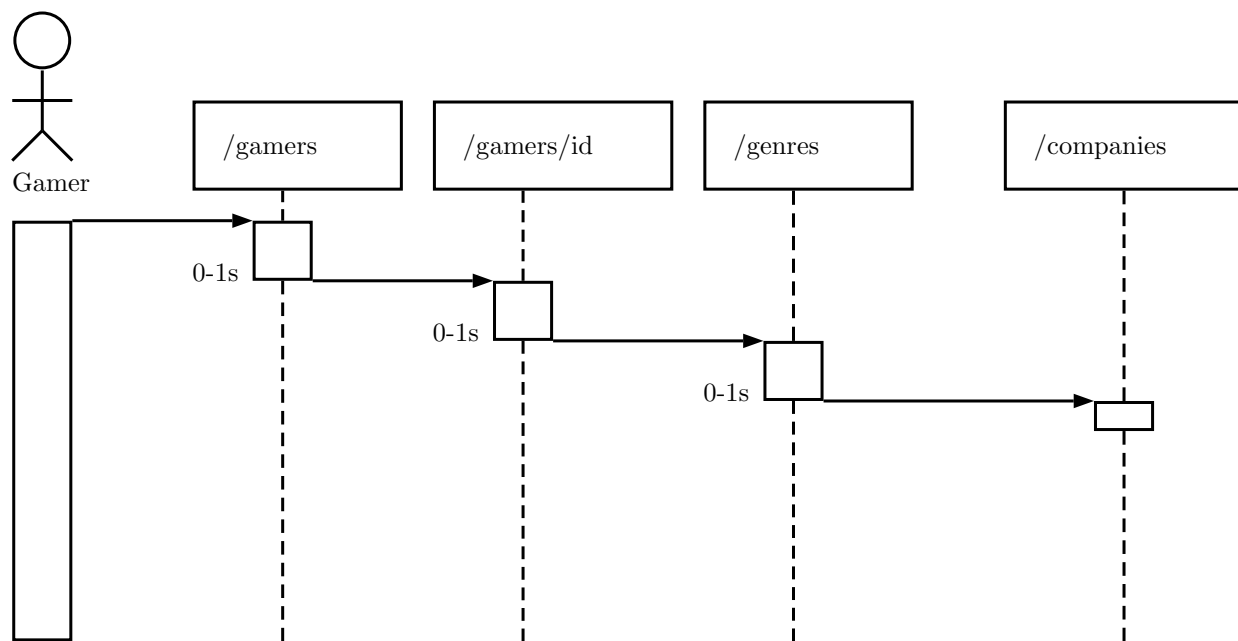 /gamers
/gamers/id
/genres
/companies
Gamer
0-1s
0-1s
0-1s